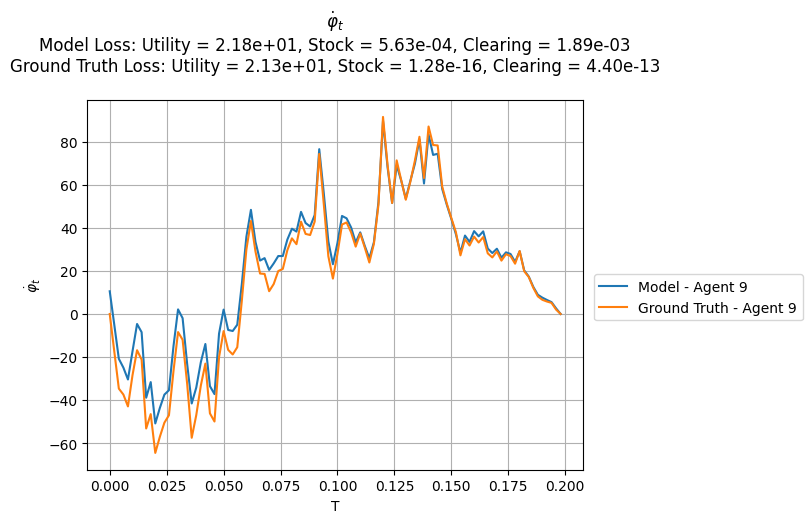 φ̇ₜ
Model Loss: Utility = 2.18e+01, Stock = 5.63e-04, Clearing = 1.89e-03
Ground Truth Loss: Utility = 2.13e+01, Stock = 1.28e-16, Clearing = 4.40e-13
80
60
40
20
0
−20
−40
−60
φ̇ₜ
0.000 0.025 0.050 0.075 0.100 0.125 0.150 0.175 0.200
T
Model - Agent 9
Ground Truth - Agent 9